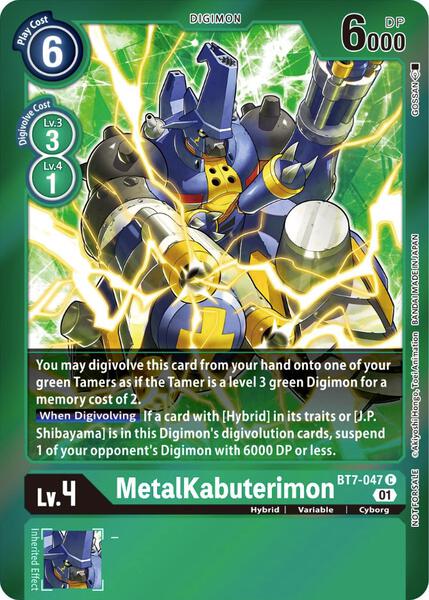 Play Cost
6
DIGIMON
DP
6000
Digivolve Cost
Lv.3
3
Lv.4
1
GOSSAN
© Akiyoshi Hongo, Toei Animation BANDAI MADE IN JAPAN
NOT FOR SALE
You may digivolve this card from your hand onto one of your
green Tamers as if the Tamer is a level 3 green Digimon for a
memory cost of 2.
When Digivolving If a card with [Hybrid] in its traits or [J.P.
Shibayama] is in this Digimon's digivolution cards, suspend
1 of your opponent's Digimon with 6000 DP or less.
Lv.4 MetalKabuterimon BT7-047 C
01
Hybrid | Variable | Cyborg
Inherited Effect
–